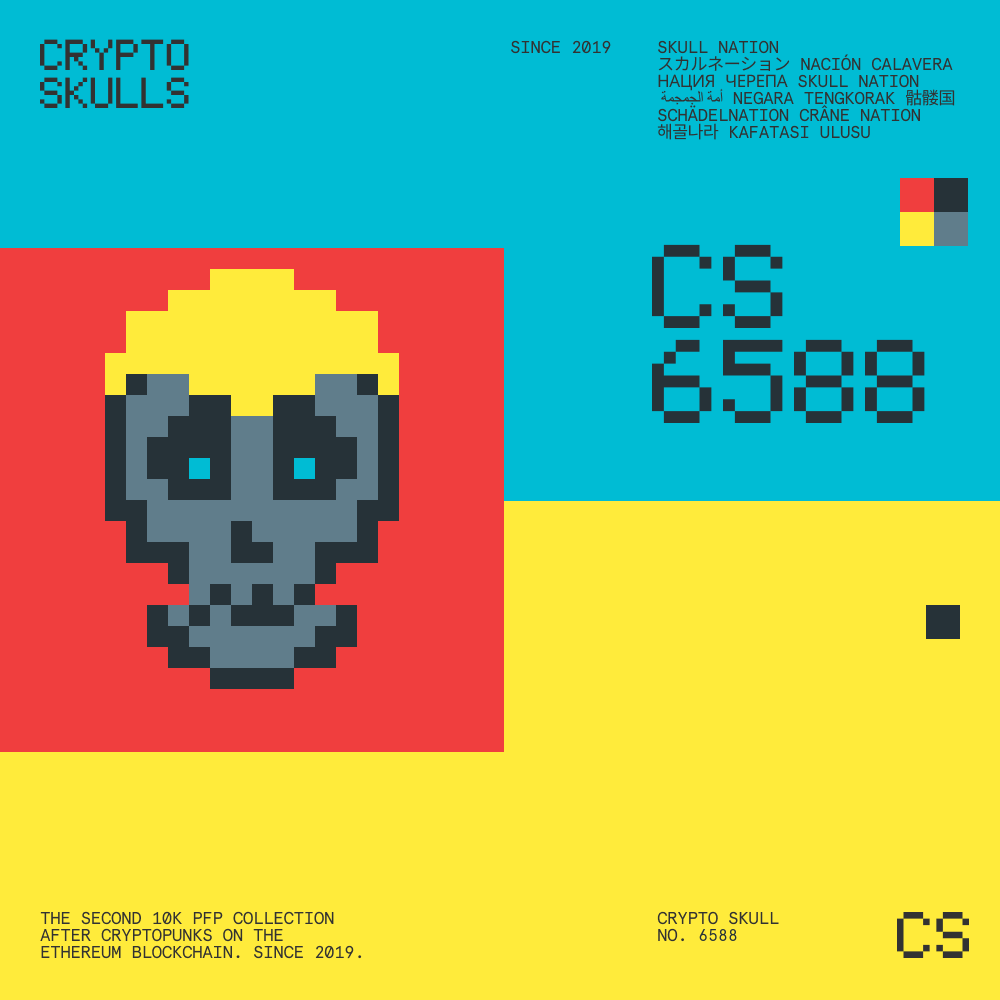 CRYPTO
SKULLS
SINCE 2019
SKULL NATION
スカルネーション NACIÓN CALAVERA
НАЦИЯ ЧЕРЕПА SKULL NATION
أمة الجمجمة NEGARA TENGKORAK 骷髅国
SCHÄDELNATION CRÂNE NATION
해골나라 KAFATASI ULUSU
CS
6588
THE SECOND 10K PFP COLLECTION
AFTER CRYPTOPUNKS ON THE
ETHEREUM BLOCKCHAIN. SINCE 2019.
CRYPTO SKULL
NO. 6588
CS